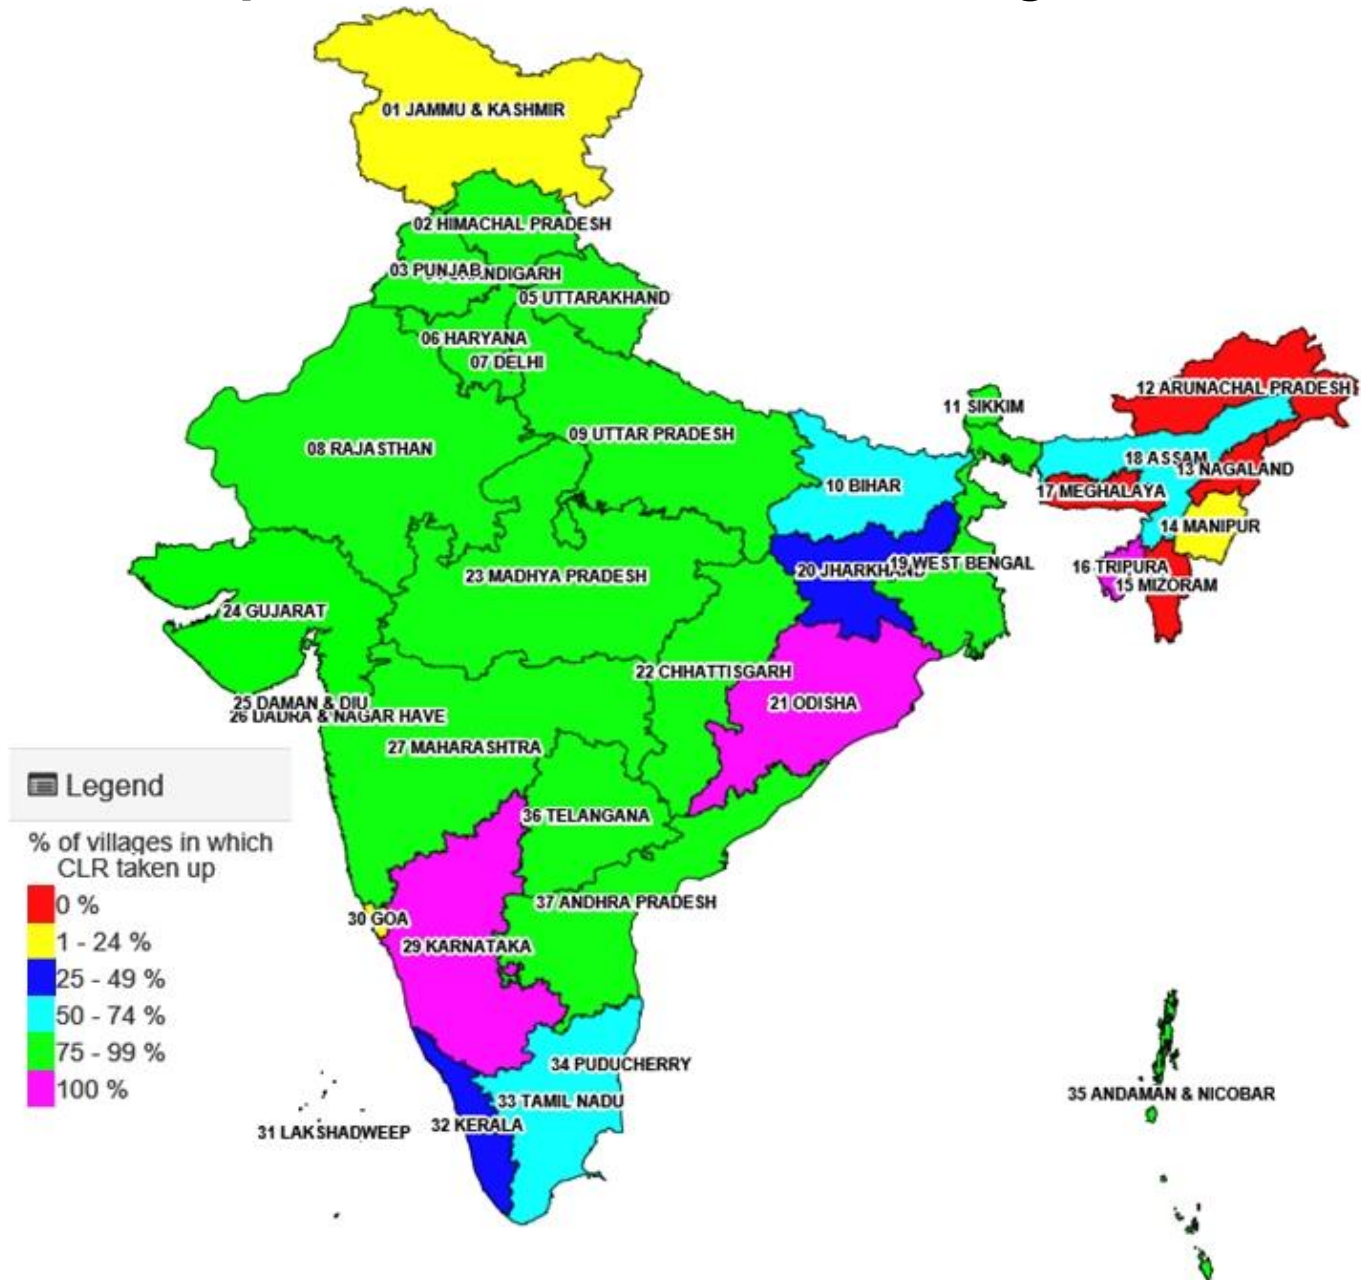 01 JAMMU & KASHMIR
02 HIMACHAL PRADESH
03 PUNJAB
NDIGARH
05 UTTARAKHAND
06 HARYANA
07 DELHI
12 ARUNACHAL PRADESH
11 SIKKIM
09 UTTAR PRADESH
08 RAJASTHAN
18 ASSAM
13 NAGALAND
10 BIHAR
17 MEGHALAYA
14 MANIPUR
19 WEST BENGAL
16 TRIPURA
20 JHARKHAND
23 MADHYA PRADESH
15 MIZORAM
24 GUJARAT
22 CHHATTISGARH
21 ODISHA
25 DAMAN & DIU
26 DADRA & NAGAR HAVE
27 MAHARASHTRA
36 TELANGANA
37 ANDHRA PRADESH
30 GOA
29 KARNATAKA
34 PUDUCHERRY
35 ANDAMAN & NICOBAR
33 TAMIL NADU
32 KERALA
31 LAKSHADWEEP
Legend
% of villages in which
CLR taken up
0 %
1 - 24 %
25 - 49 %
50 - 74 %
75 - 99 %
100 %